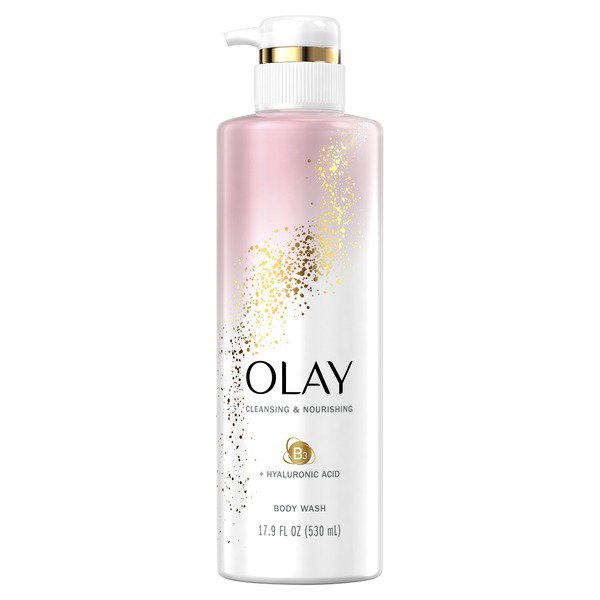 OLAY
CLEANSING & NOURISHING
B3
+ HYALURONIC ACID
BODY WASH
17.9 FL OZ (530 mL)